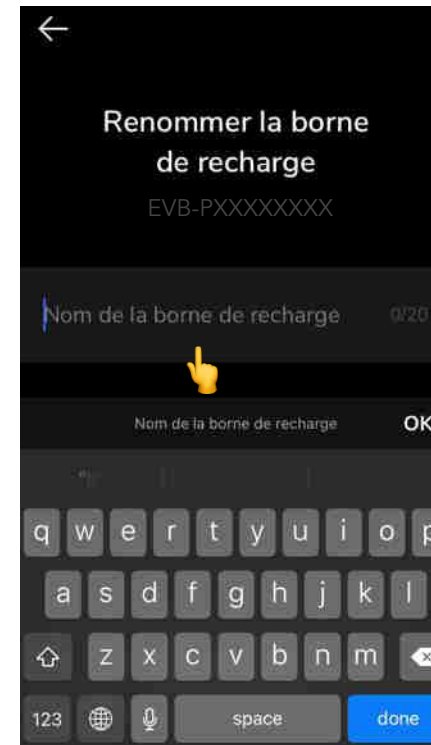 Renommer la borne
de recharge
EVB-PXXXXXXXX
Nom de la borne de recharge 0/20
Nom de la borne de recharge OK
q w e r t y u i o p
a s d f g h j k l
z x c v b n m
123 space done